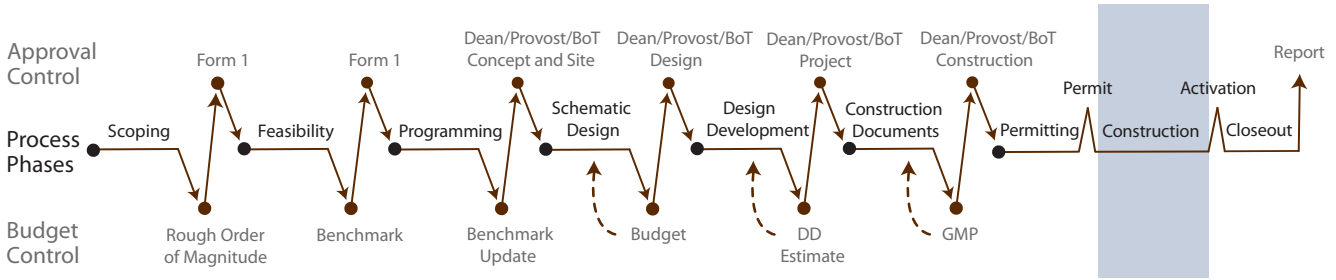 Approval
Control
Form 1
Form 1
Dean/Provost/BoT
Concept and Site
Dean/Provost/BoT
Design
Dean/Provost/BoT
Project
Dean/Provost/BoT
Construction
Report
Process
Phases
Scoping
Feasibility
Programming
Schematic
Design
Design
Development
Construction
Documents
Permitting
Permit
Construction
Activation
Closeout
Budget
Control
Rough Order
of Magnitude
Benchmark
Benchmark
Update
Budget
DD
Estimate
GMP